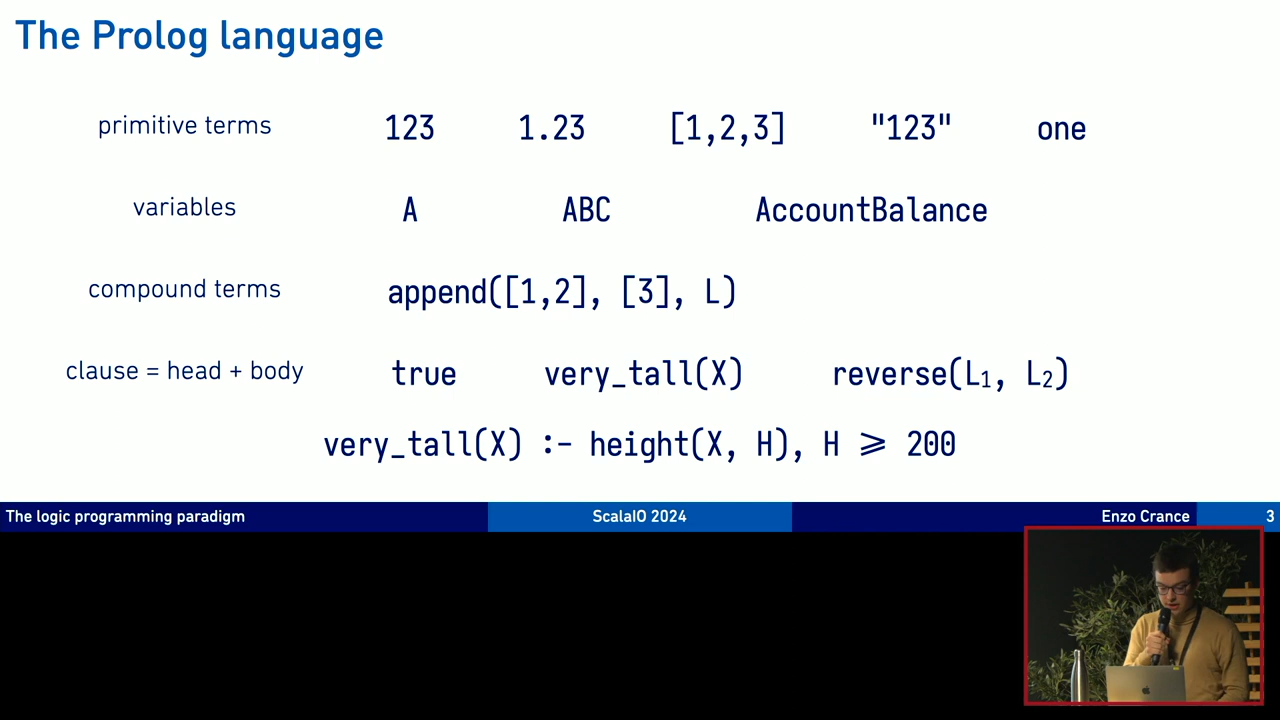 The Prolog language
primitive terms 123 1.23 [1,2,3] "123" one
variables A ABC AccountBalance
compound terms append([1,2], [3], L)
clause = head + body true very_tall(X) reverse(L₁, L₂)
very_tall(X) :- height(X, H), H ⩾ 200
The logic programming paradigm ScalaIO 2024 Enzo Crance 3